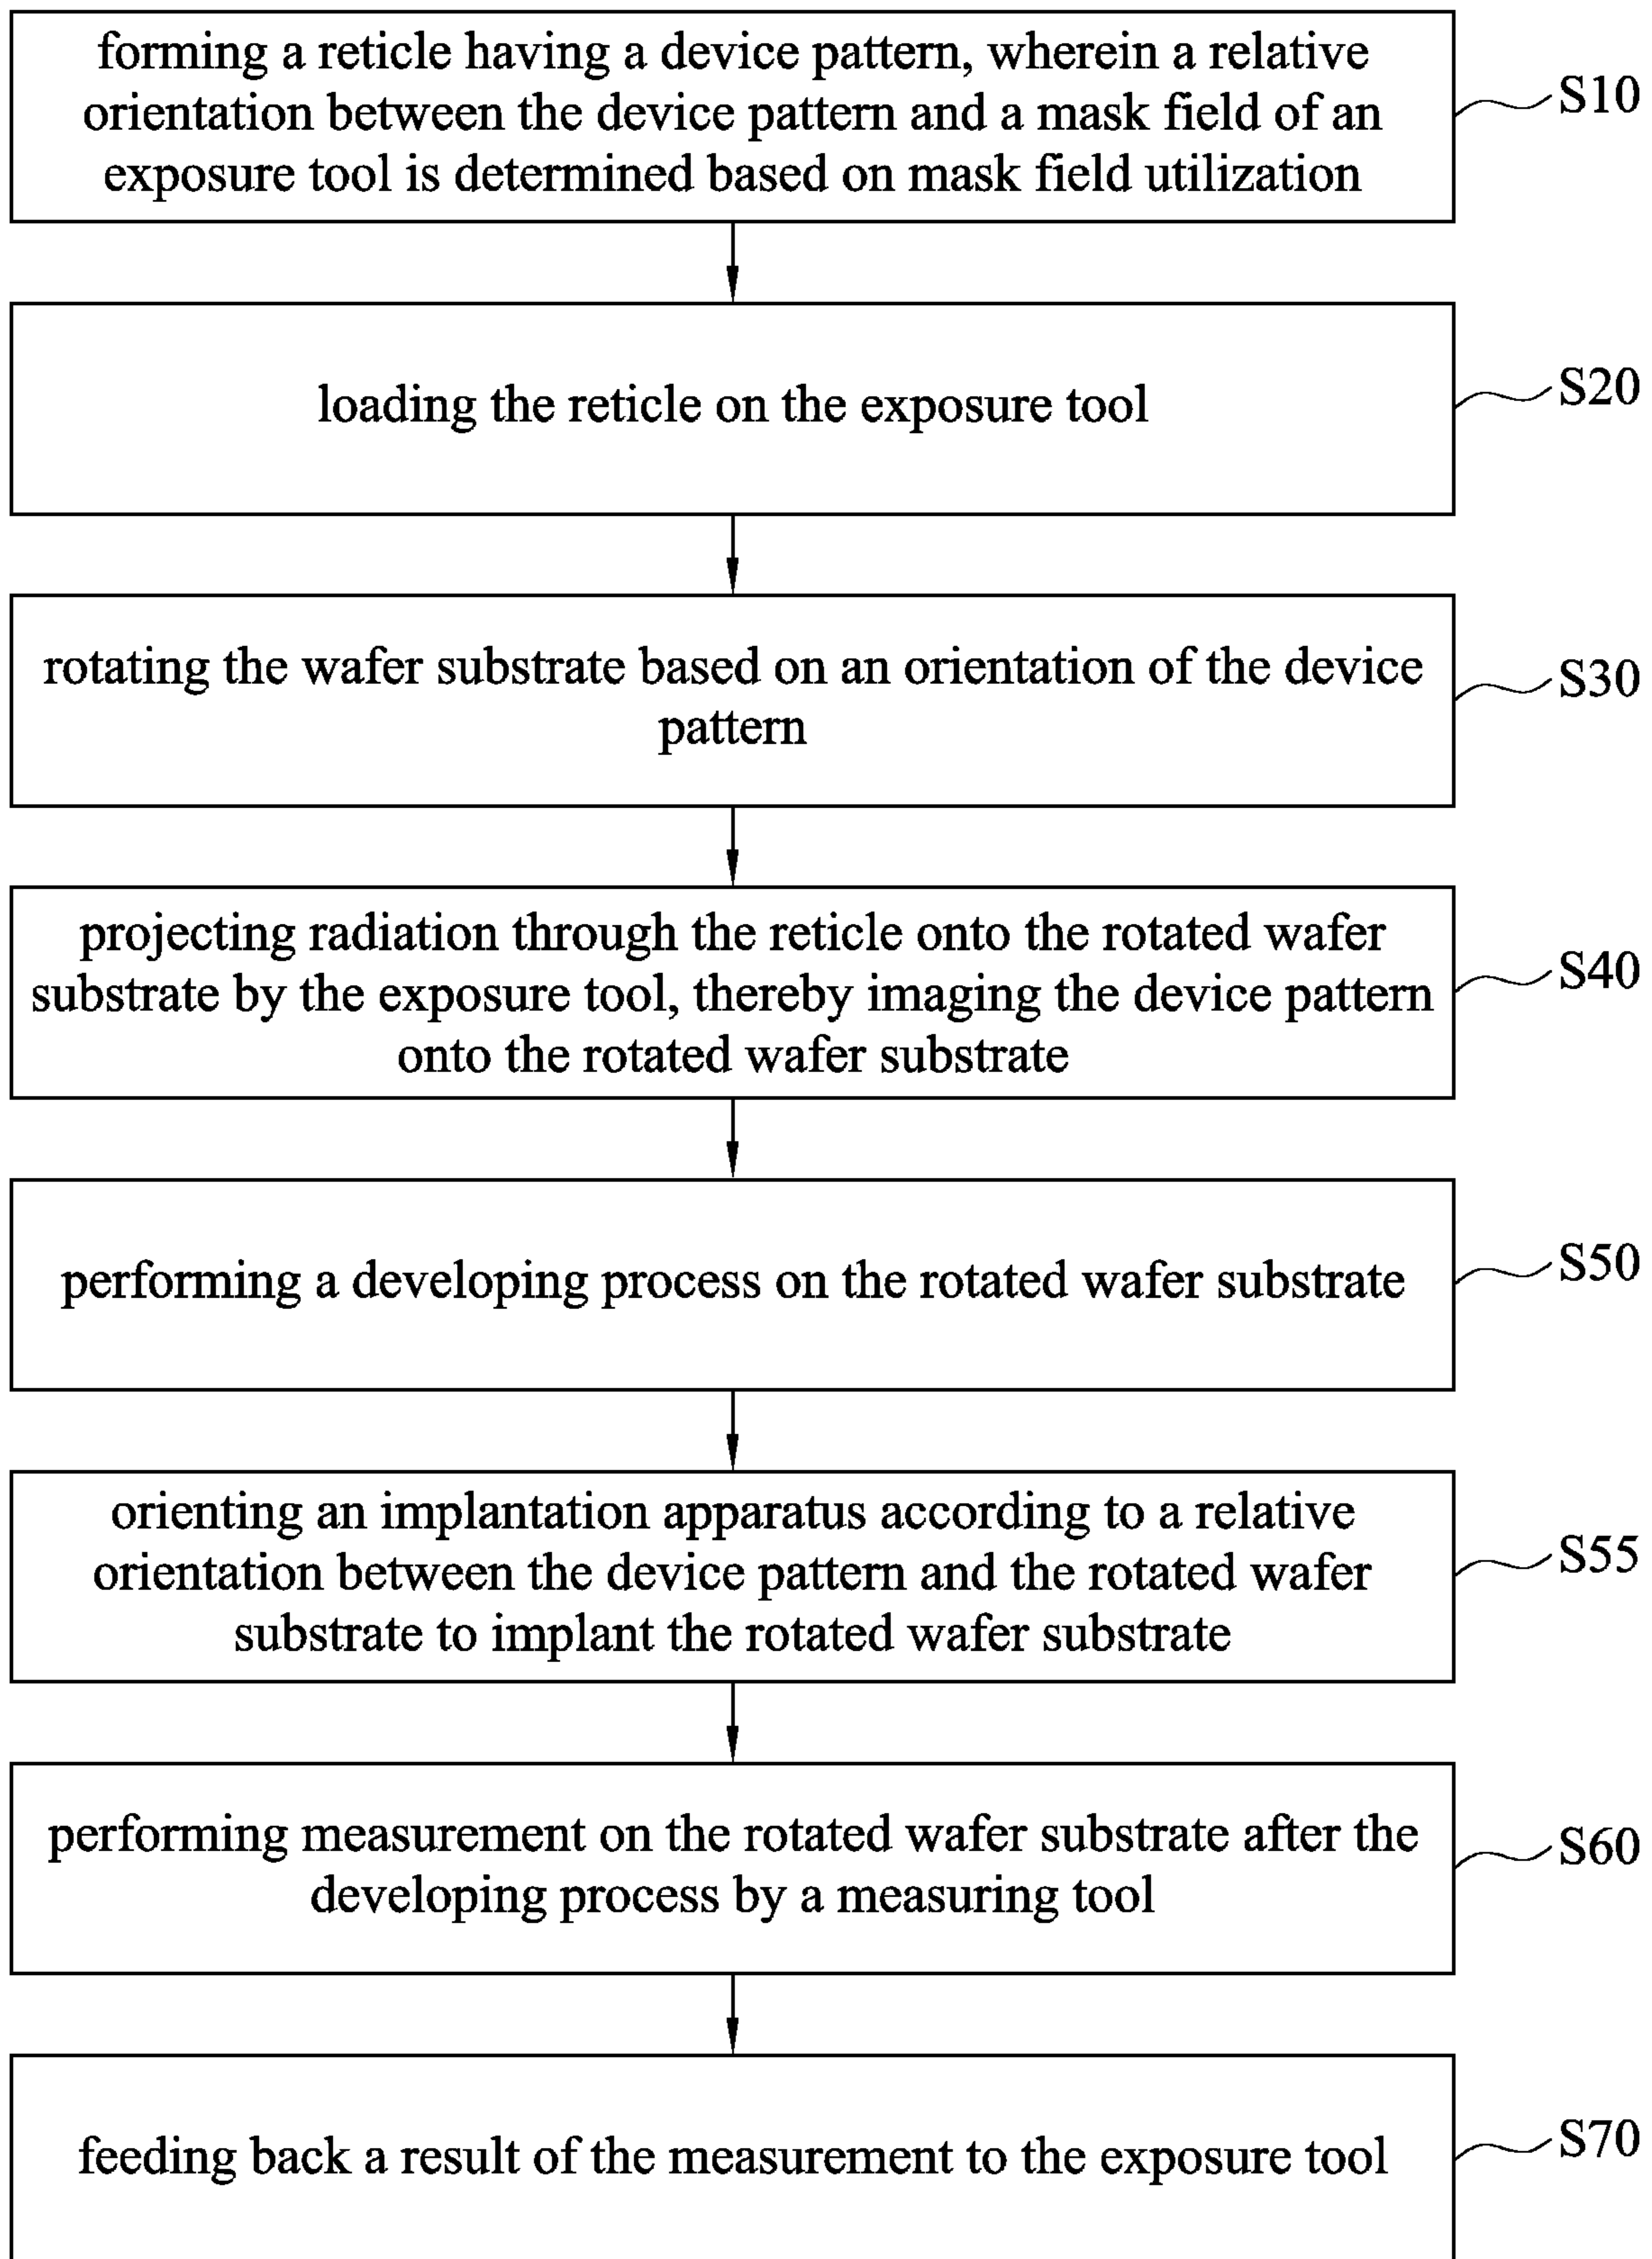 forming a reticle having a device pattern, wherein a relative
orientation between the device pattern and a mask field of an
exposure tool is determined based on mask field utilization
S10
loading the reticle on the exposure tool
S20
rotating the wafer substrate based on an orientation of the device
pattern
S30
projecting radiation through the reticle onto the rotated wafer
substrate by the exposure tool, thereby imaging the device pattern
onto the rotated wafer substrate
S40
performing a developing process on the rotated wafer substrate
S50
orienting an implantation apparatus according to a relative
orientation between the device pattern and the rotated wafer
substrate to implant the rotated wafer substrate
S55
performing measurement on the rotated wafer substrate after the
developing process by a measuring tool
S60
feeding back a result of the measurement to the exposure tool
S70